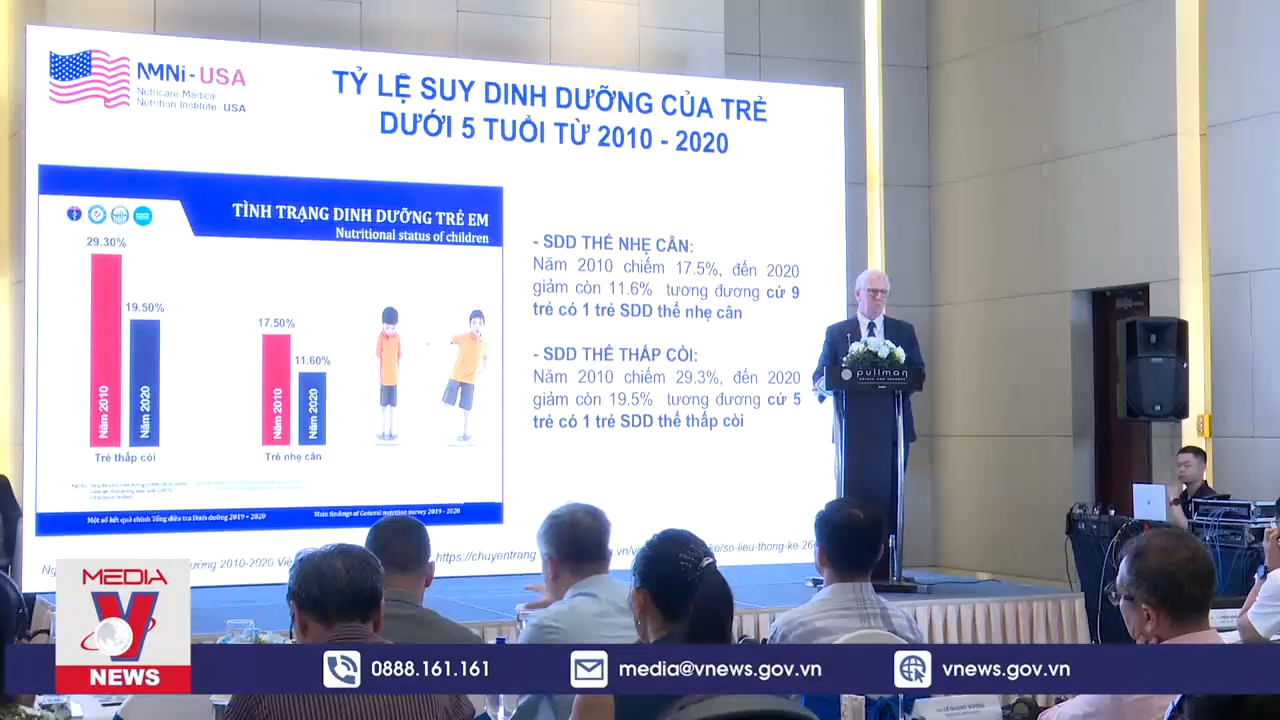 NMNi - USA
Nutricare Medical
Nutrition Institute - USA
TỶ LỆ SUY DINH DƯỠNG CỦA TRẺ
DƯỚI 5 TUỔI TỪ 2010 - 2020
TÌNH TRẠNG DINH DƯỠNG TRẺ EM
Nutritional status of children
29.30%
19.50%
17.50%
11.60%
Năm 2010
Năm 2020
Năm 2010
Năm 2020
Trẻ thấp còi
Trẻ nhẹ cân
Một số kết quả chính Tổng điều tra Dinh dưỡng 2019 - 2020
Main findings of General nutrition survey 2019 - 2020
- SDD THỂ NHẸ CÂN:
Năm 2010 chiếm 17.5%, đến 2020
giảm còn 11.6% tương đương cứ 9
trẻ có 1 trẻ SDD thể nhẹ cân
- SDD THỂ THẤP CÒI:
Năm 2010 chiếm 29.3%, đến 2020
giảm còn 19.5% tương đương cứ 5
trẻ có 1 trẻ SDD thể thấp còi
2010-2020 https://chuyentrang
pullman
MEDIA
V
NEWS
0888.161.161
media@vnews.gov.vn
vnews.gov.vn